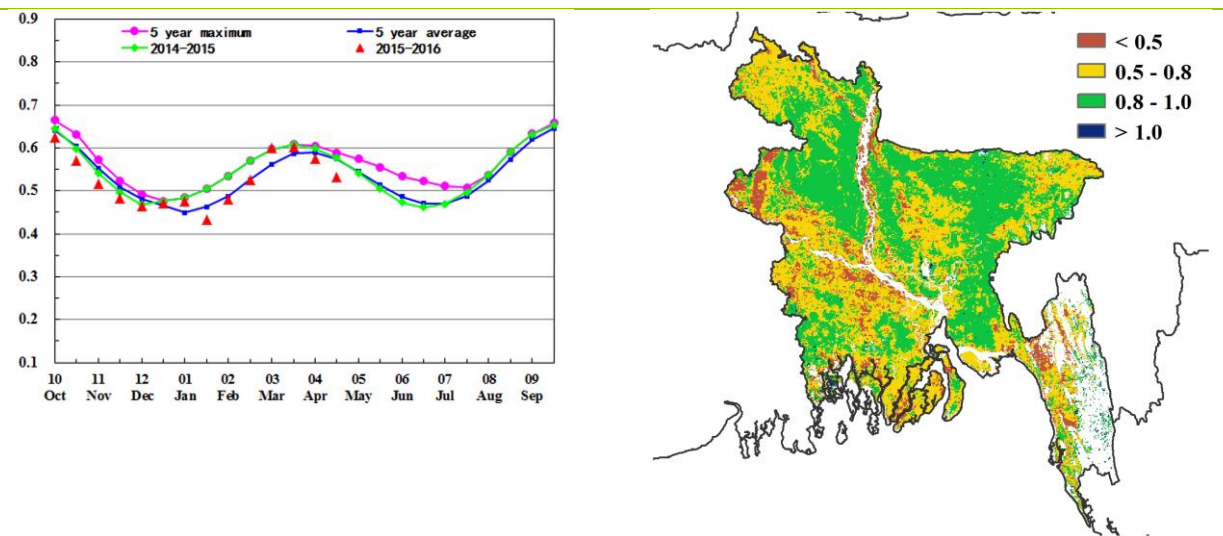 0.9
5 year maximum 5 year average
2014-2015 2015-2016
0.8
0.7
0.6
0.5
0.4
0.3
0.2
0.1
10 11 12 01 02 03 04 05 06 07 08 09
Oct Nov Dec Jan Feb Mar Apr May Jun Jul Aug Sep
< 0.5
0.5 - 0.8
0.8 - 1.0
> 1.0